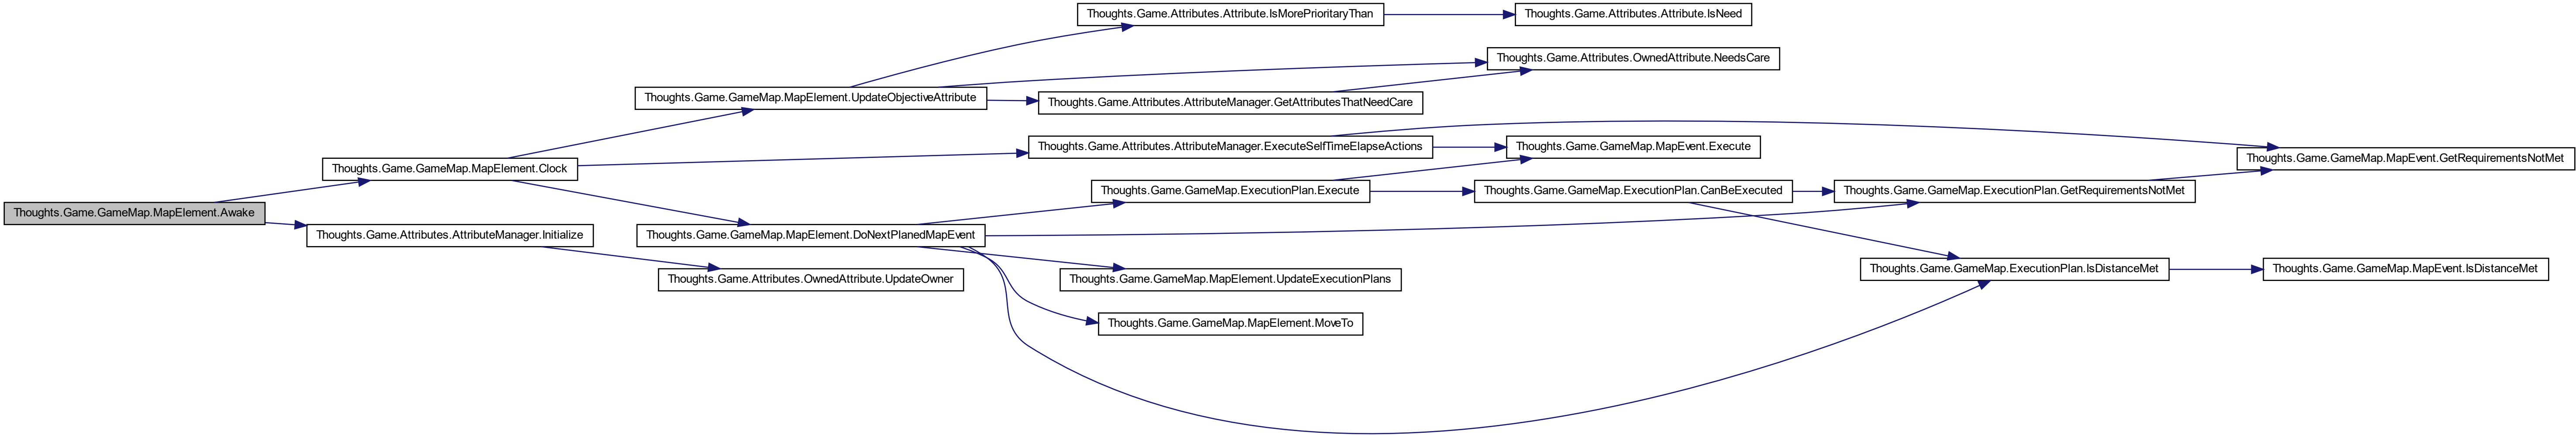 Thoughts.Game.Attributes.Attribute.IsMorePrioritaryThan
Thoughts.Game.Attributes.Attribute.IsNeed
Thoughts.Game.Attributes.OwnedAttribute.NeedsCare
Thoughts.Game.GameMap.MapElement.UpdateObjectiveAttribute
Thoughts.Game.Attributes.AttributeManager.GetAttributesThatNeedCare
Thoughts.Game.Attributes.AttributeManager.ExecuteSelfTimeElapseActions
Thoughts.Game.GameMap.MapEvent.Execute
Thoughts.Game.GameMap.MapEvent.GetRequirementsNotMet
Thoughts.Game.GameMap.MapElement.Clock
Thoughts.Game.GameMap.ExecutionPlan.Execute
Thoughts.Game.GameMap.ExecutionPlan.CanBeExecuted
Thoughts.Game.GameMap.ExecutionPlan.GetRequirementsNotMet
Thoughts.Game.GameMap.MapElement.Awake
Thoughts.Game.Attributes.AttributeManager.Initialize
Thoughts.Game.GameMap.MapElement.DoNextPlanedMapEvent
Thoughts.Game.GameMap.ExecutionPlan.IsDistanceMet
Thoughts.Game.GameMap.MapEvent.IsDistanceMet
Thoughts.Game.Attributes.OwnedAttribute.UpdateOwner
Thoughts.Game.GameMap.MapElement.UpdateExecutionPlans
Thoughts.Game.GameMap.MapElement.MoveTo